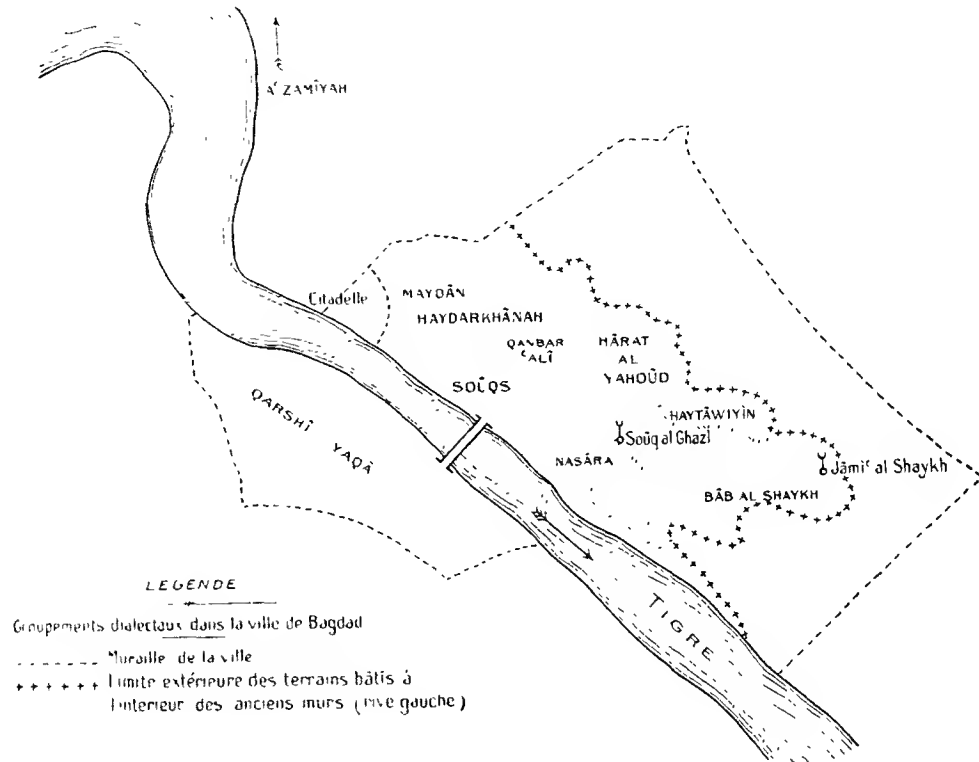 Aʿ ZAMÎYAH
Citadelle
MAYDÂN
HAYDARKHÂNAH
QANBAR
ʿALÎ
HÂRAT
AL
YAHOÛD
SOÛQS
HAYTÂWIYÎN
Soûq al Ghazl
NASÂRA
Jâmiʿ al Shaykh
BÂB AL SHAYKH
QARSHÎ
YAQÂ
TIGRE
LEGENDE
Groupements dialectaux dans la ville de Bagdad
Muraille de la ville
Limite extérieure des terrains bâtis à
l'intérieur des anciens murs (rive gauche)